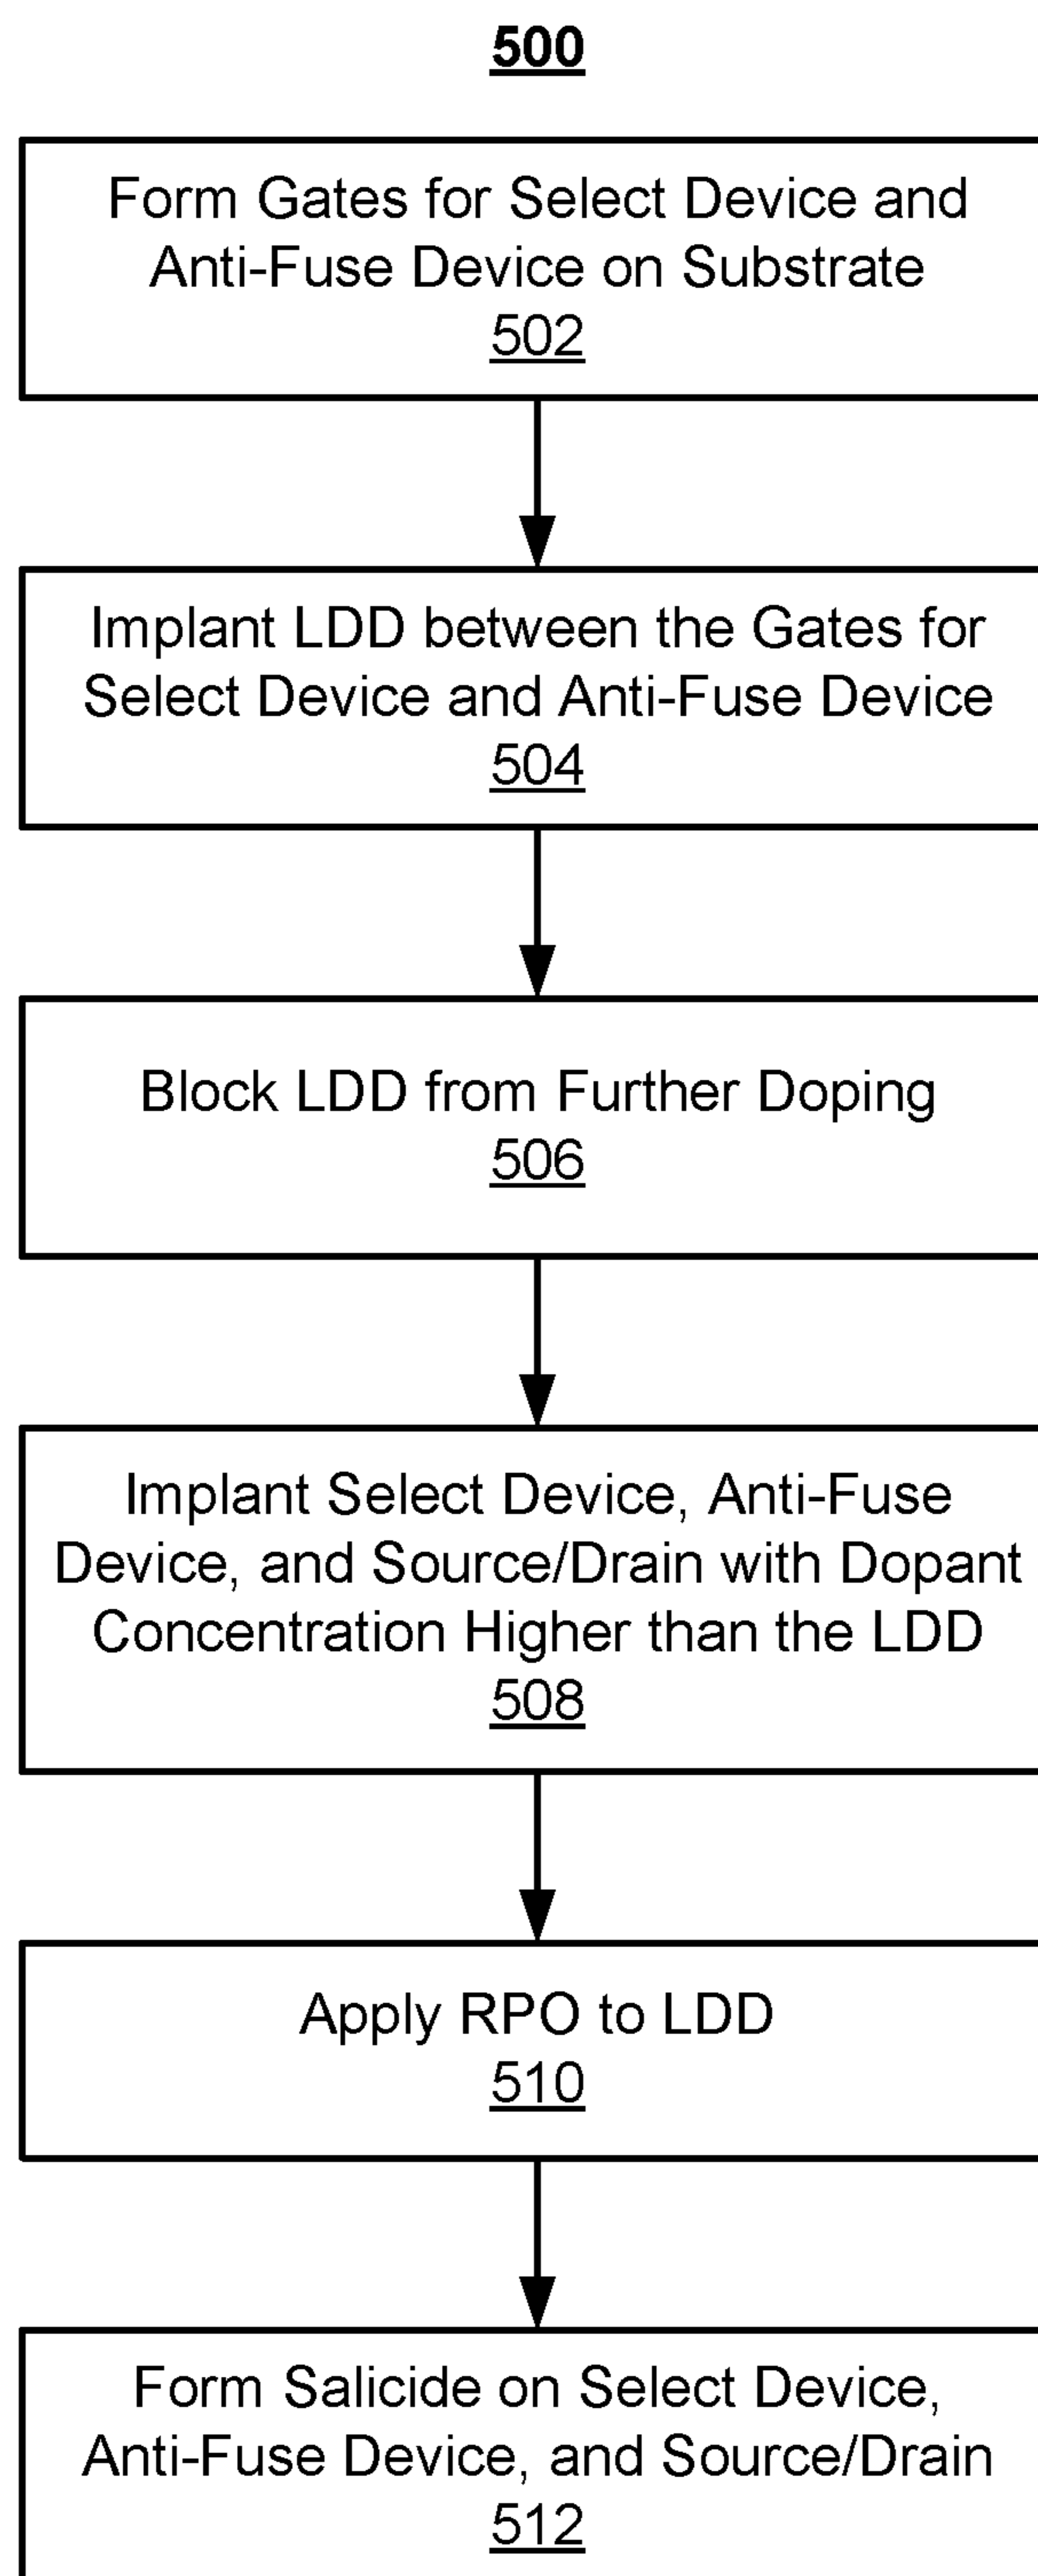 500
Form Gates for Select Device and
Anti-Fuse Device on Substrate
502
Implant LDD between the Gates for
Select Device and Anti-Fuse Device
504
Block LDD from Further Doping
506
Implant Select Device, Anti-Fuse
Device, and Source/Drain with Dopant
Concentration Higher than the LDD
508
Apply RPO to LDD
510
Form Salicide on Select Device,
Anti-Fuse Device, and Source/Drain
512